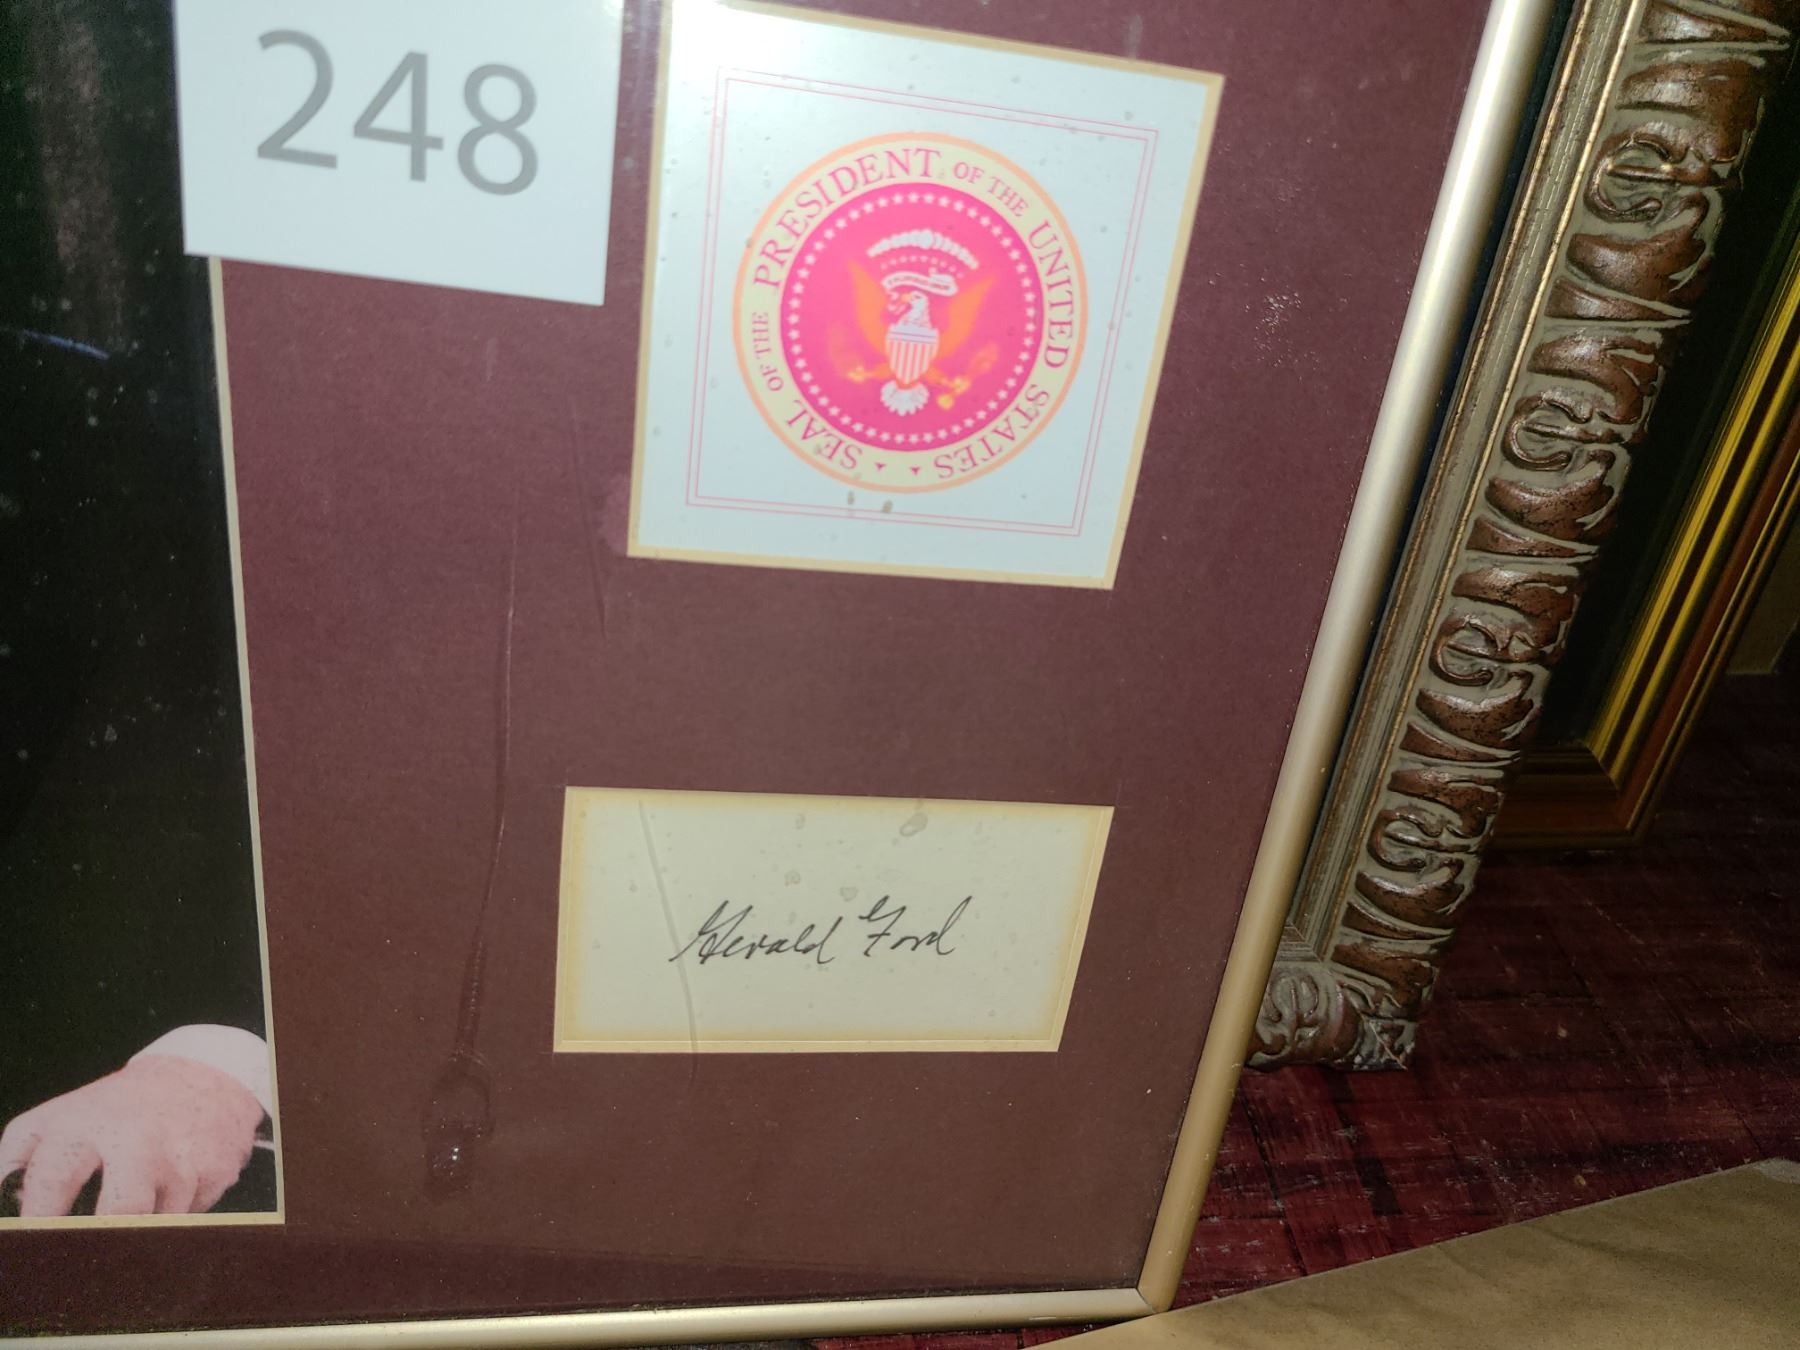 248
SEAL OF THE PRESIDENT OF THE UNITED STATES
Gerald Ford